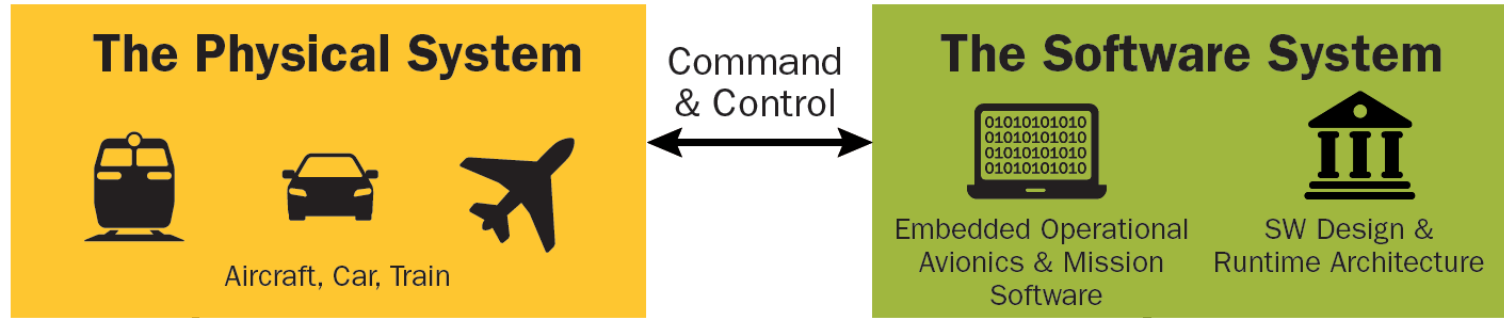 The Physical System
Aircraft, Car, Train
Command
& Control
The Software System
01010101010
01010101010
01010101010
01010101010
Embedded Operational
Avionics & Mission
Software
SW Design &
Runtime Architecture